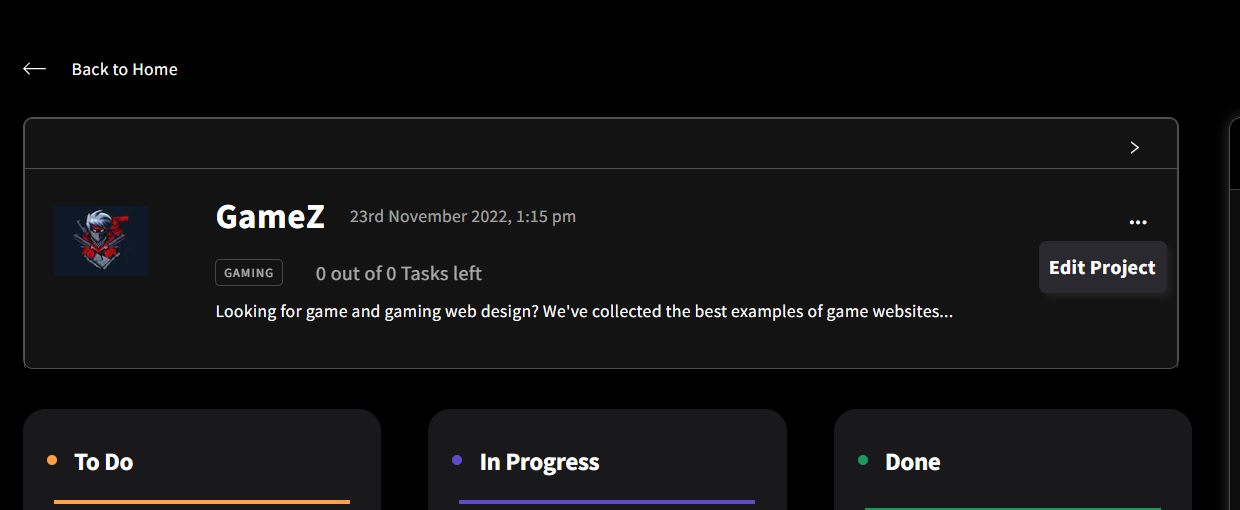 Back to Home
GameZ 23rd November 2022, 1:15 pm
...
Edit Project
GAMING 0 out of 0 Tasks left
Looking for game and gaming web design? We've collected the best examples of game websites...
To Do In Progress Done